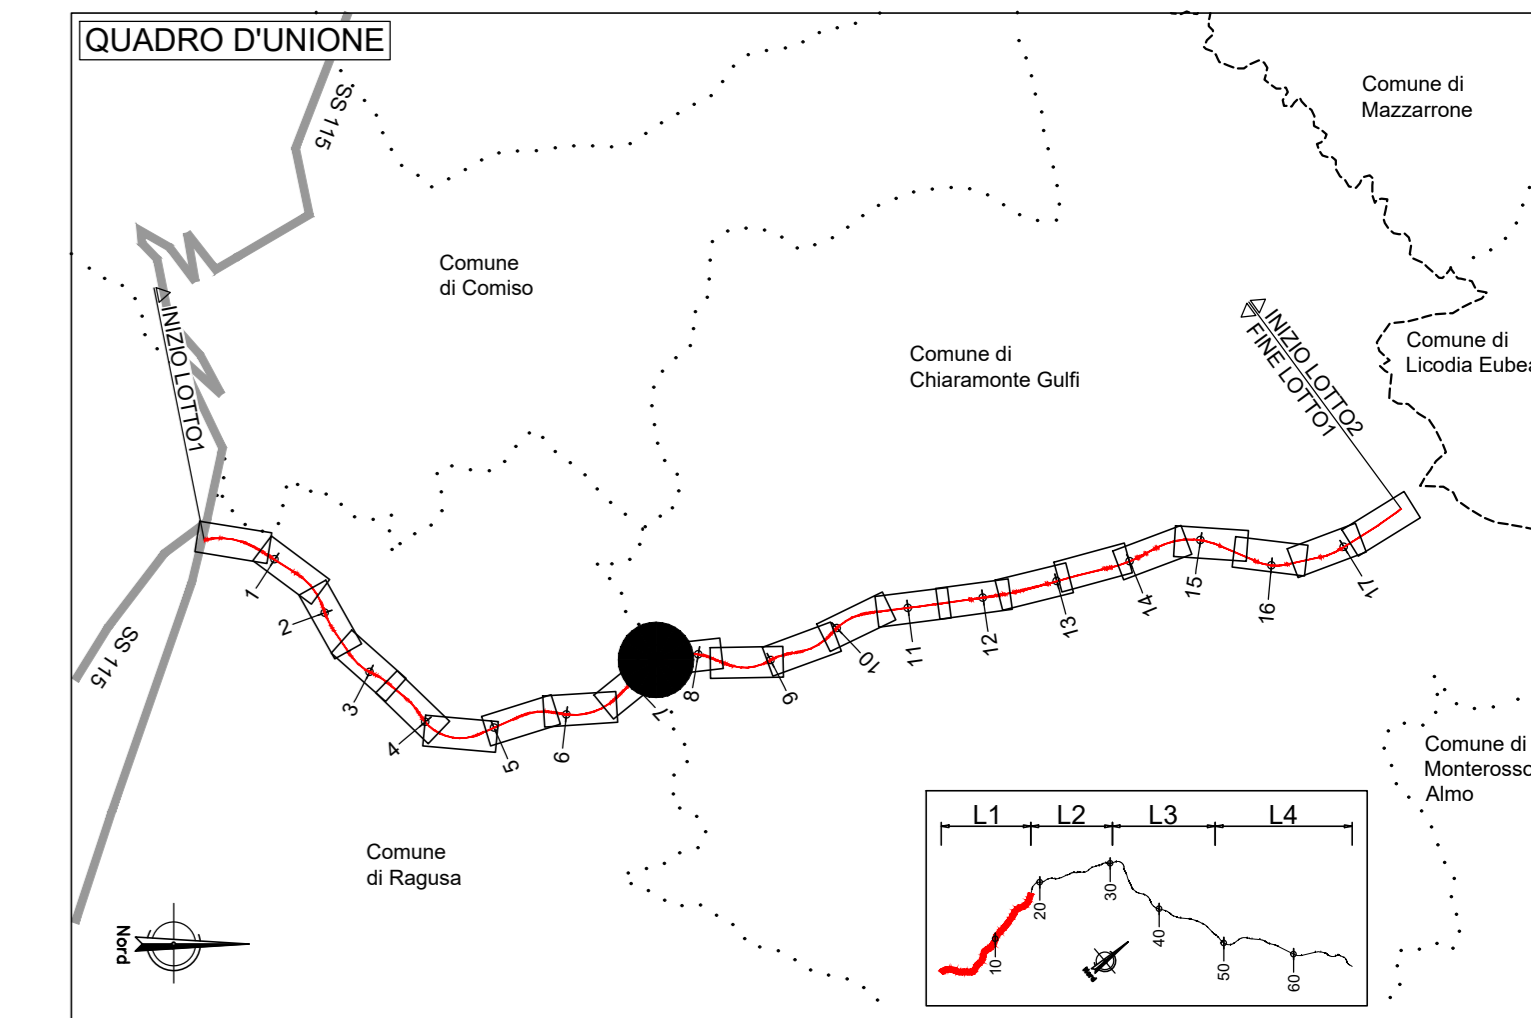 QUADRO D'UNIONE
SS 115
Comune di
Mazzarrone
Comune
di Comiso
INIZIO LOTTO1
INIZIO LOTTO2
FINE LOTTO1
Comune di
Licodia Eubea
Comune di
Chiaramonte Gulfi
SS 115
1
2
3
4
5
6
7
8
9
10
11
12
13
14
15
16
17
Comune di
Monterosso
Almo
Comune
di Ragusa
Nord
L1 L2 L3 L4
10
20
30
40
50
60